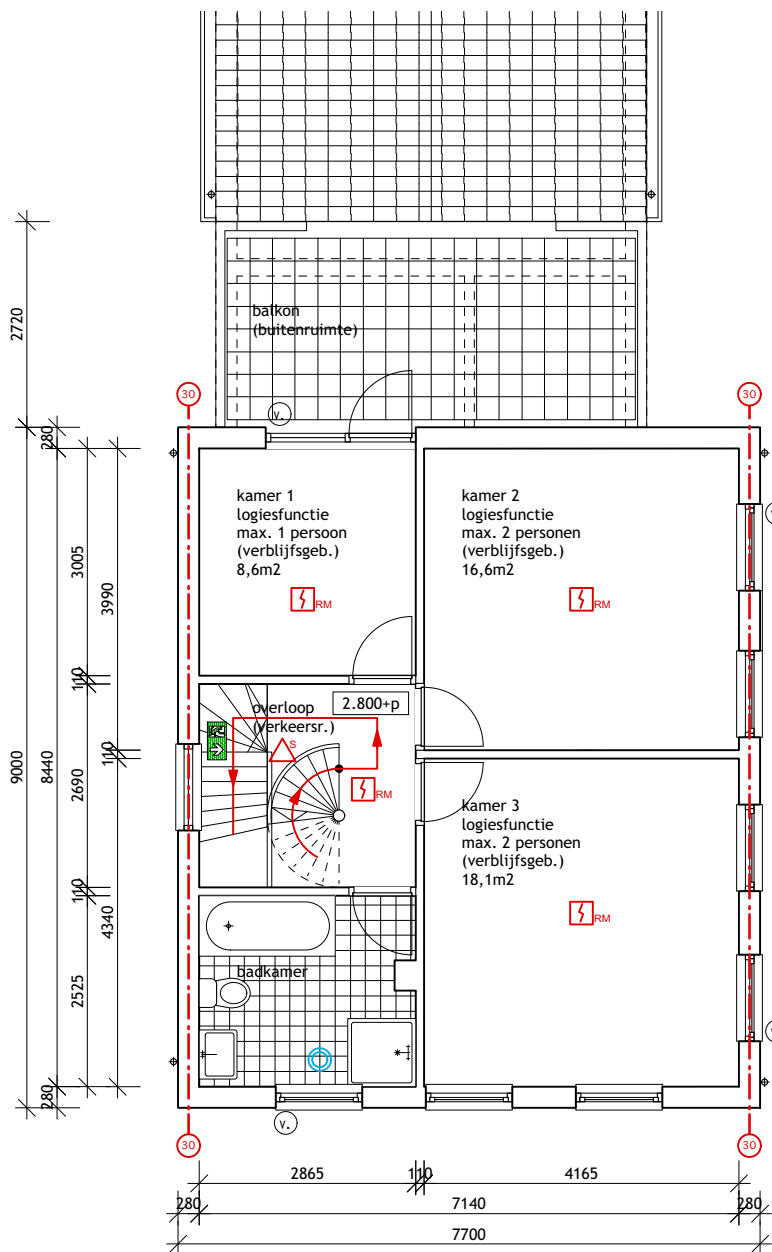 balkon
(buitenruimte)
2720
30
30
v.
280
kamer 1
logiesfunctie
max. 1 persoon
(verblijfsgeb.)
8,6m2
RM
kamer 2
logiesfunctie
max. 2 personen
(verblijfsgeb.)
16,6m2
RM
3005
3990
110
overloop
(verkeersr.)
2.800+p
S
RM
9000
8440
2690
110
110
4340
kamer 3
logiesfunctie
max. 2 personen
(verblijfsgeb.)
18,1m2
RM
badkamer
2525
280
v.
30
30
2865
110
4165
280
7140
280
7700